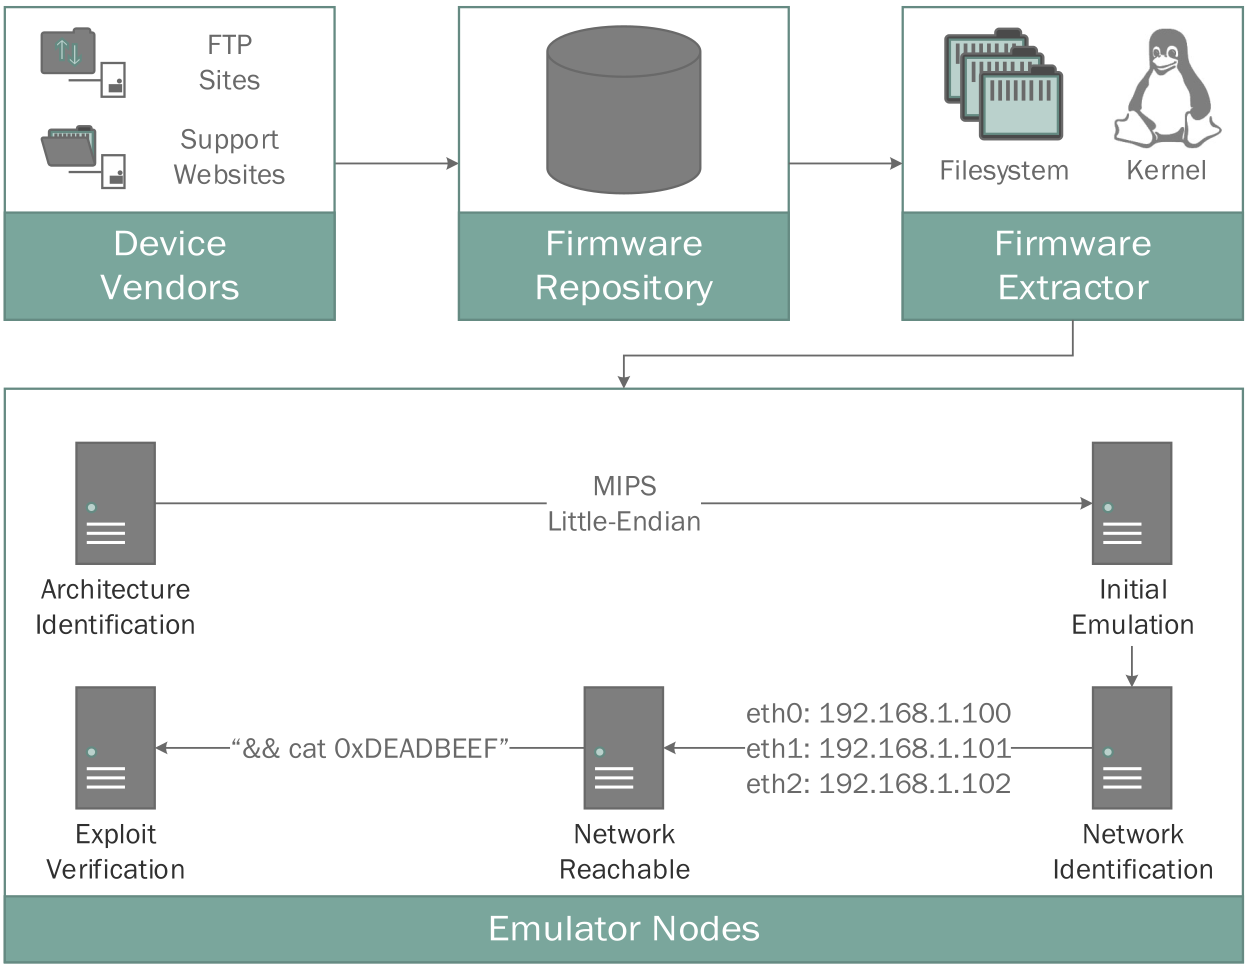 FTP
Sites
Support
Websites
Device
Vendors
Firmware
Repository
Filesystem
Kernel
Firmware
Extractor
MIPS
Little-Endian
Architecture
Identification
Initial
Emulation
“&& cat 0xDEADBEEF”
eth0: 192.168.1.100
eth1: 192.168.1.101
eth2: 192.168.1.102
Exploit
Verification
Network
Reachable
Network
Identification
Emulator Nodes